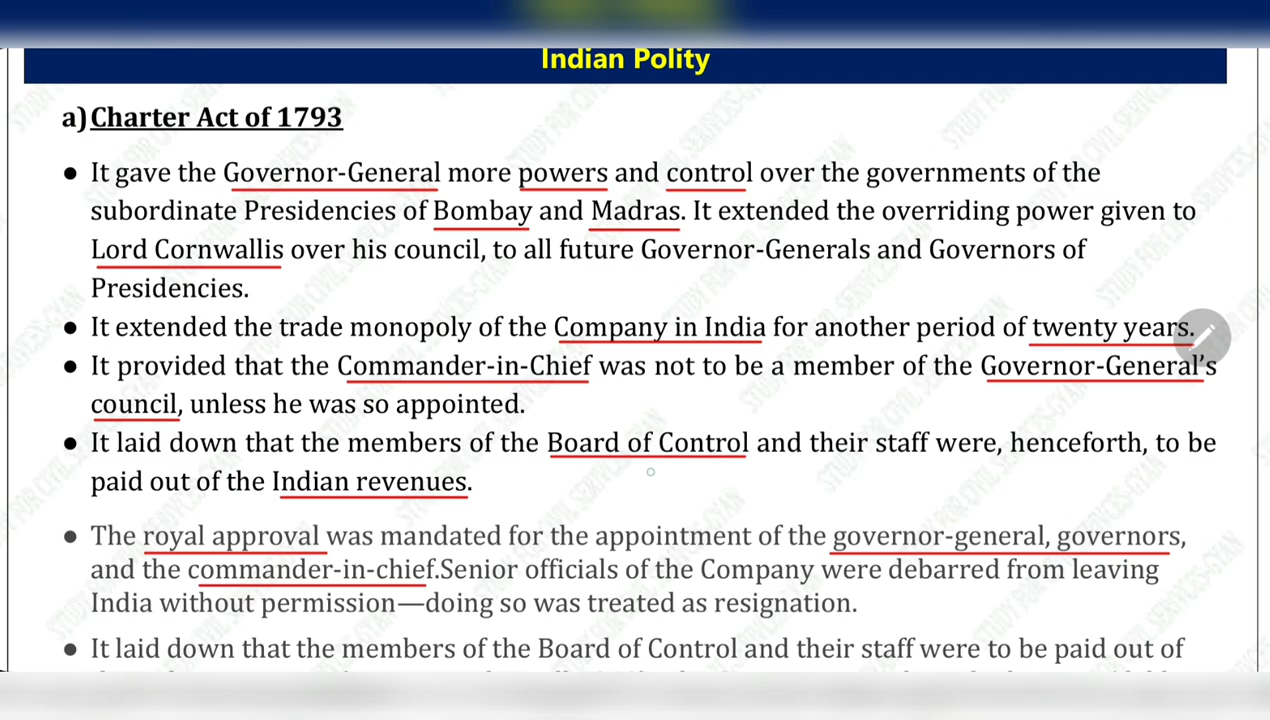 Indian Polity
a) Charter Act of 1793
● It gave the Governor-General more powers and control over the governments of the
subordinate Presidencies of Bombay and Madras. It extended the overriding power given to
Lord Cornwallis over his council, to all future Governor-Generals and Governors of
Presidencies.
● It extended the trade monopoly of the Company in India for another period of twenty years.
● It provided that the Commander-in-Chief was not to be a member of the Governor-General's
council, unless he was so appointed.
● It laid down that the members of the Board of Control and their staff were, henceforth, to be
paid out of the Indian revenues.
● The royal approval was mandated for the appointment of the governor-general, governors,
and the commander-in-chief.Senior officials of the Company were debarred from leaving
India without permission—doing so was treated as resignation.
● It laid down that the members of the Board of Control and their staff were to be paid out of